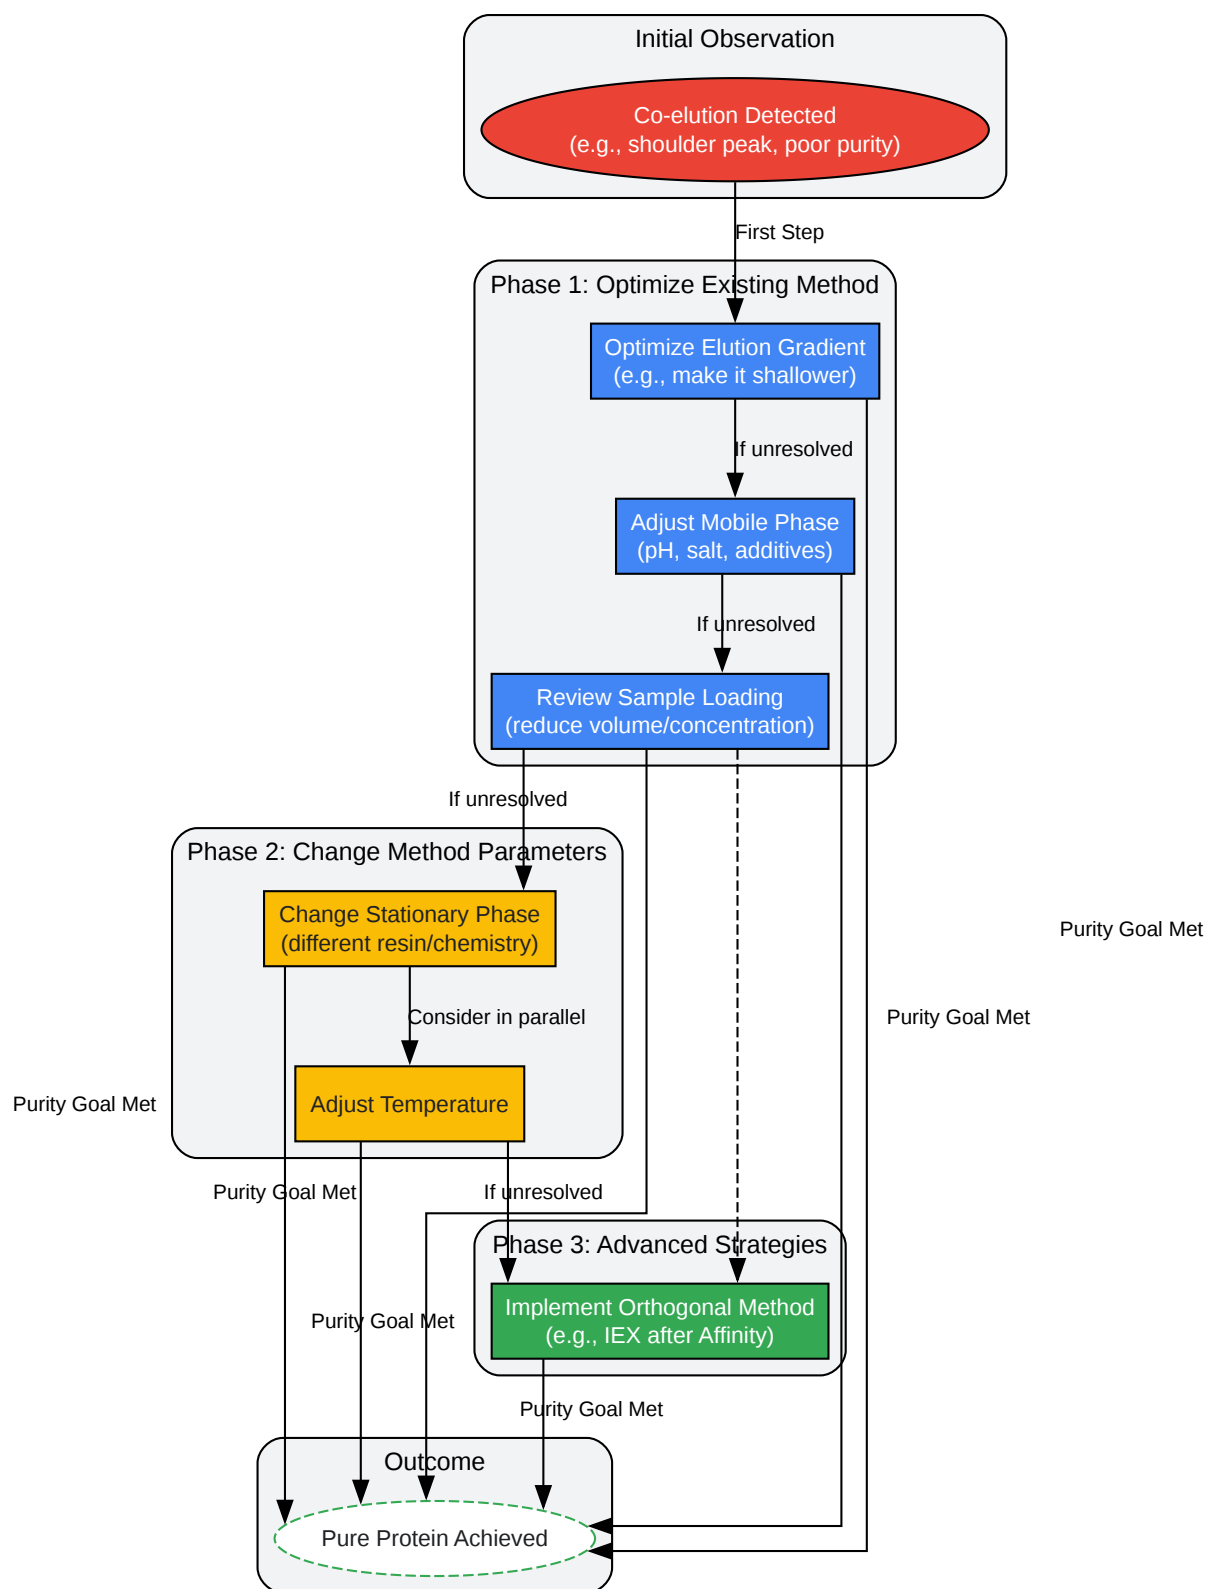 Initial Observation
Co-elution Detected
(e.g., shoulder peak, poor purity)
First Step
Phase 1: Optimize Existing Method
Optimize Elution Gradient
(e.g., make it shallower)
If unresolved
Adjust Mobile Phase
(pH, salt, additives)
If unresolved
Review Sample Loading
(reduce volume/concentration)
If unresolved
Phase 2: Change Method Parameters
Change Stationary Phase
(different resin/chemistry)
Purity Goal Met
Consider in parallel
Purity Goal Met
Purity Goal Met
Adjust Temperature
Purity Goal Met
If unresolved
Phase 3: Advanced Strategies
Implement Orthogonal Method
(e.g., IEX after Affinity)
Purity Goal Met
Purity Goal Met
Outcome
Pure Protein Achieved